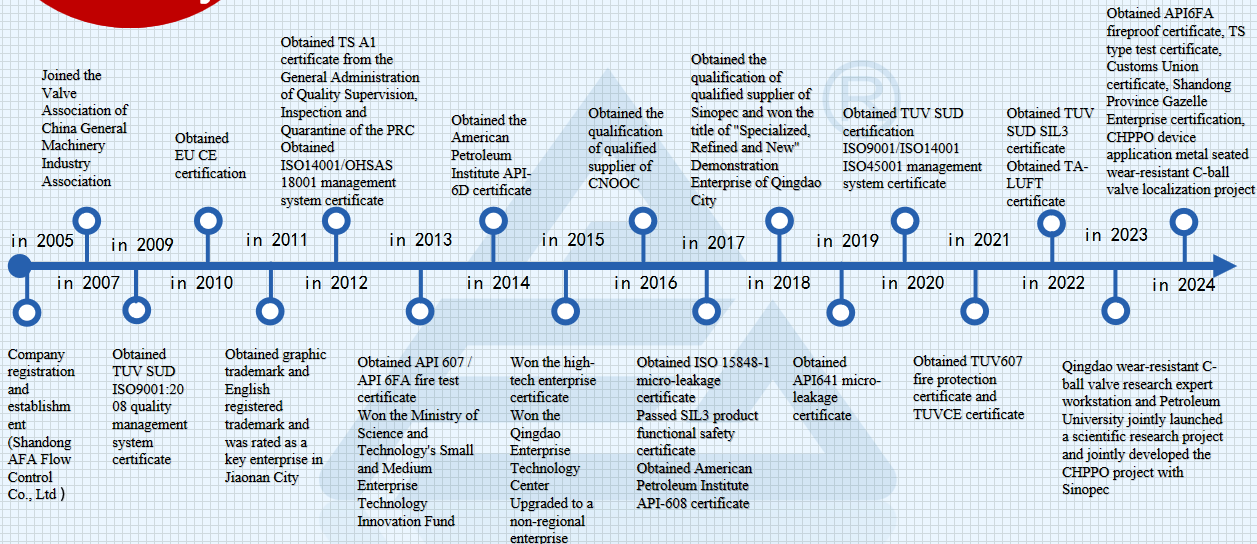 Joined the
Valve
Association of
China General
Machinery
Industry
Association
Obtained
EU CE
certification
Obtained TS A1
certificate from the
General Administration
of Quality Supervision,
Inspection and
Quarantine of the PRC
Obtained
ISO14001/OHSAS
18001 management
system certificate
Obtained the
American
Petroleum
Institute API-
6D certificate
Obtained the
qualification
of qualified
supplier of
CNOOC
Obtained the
qualification of
qualified supplier of
Sinopec and won the
title of "Specialized,
Refined and New"
Demonstration
Enterprise of Qingdao
City
Obtained TUV SUD
certification
ISO9001/ISO14001
ISO45001 management
system certificate
Obtained TUV
SUD SIL3
certificate
Obtained TA-
LUFT
certificate
Obtained API6FA
fireproof certificate, TS
type test certificate,
Customs Union
certificate, Shandong
Province Gazelle
Enterprise certification,
CHPPO device
application metal seated
wear-resistant C-ball
valve localization project
®
in 2005
in 2007
in 2009
in 2010
in 2011
in 2012
in 2013
in 2014
in 2015
in 2016
in 2017
in 2018
in 2019
in 2020
in 2021
in 2022
in 2023
in 2024
Company
registration
and
establishm
ent
(Shandong
AFA Flow
Control
Co., Ltd )
Obtained
TUV SUD
ISO9001:20
08 quality
management
system
certificate
Obtained graphic
trademark and
English
registered
trademark and
was rated as a
key enterprise in
Jiaonan City
Obtained API 607 /
API 6FA fire test
certificate
Won the Ministry of
Science and
Technology's Small
and Medium
Enterprise
Technology
Innovation Fund
Won the high-
tech enterprise
certificate
Won the
Qingdao
Enterprise
Technology
Center
Upgraded to a
non-regional
enterprise
Obtained ISO 15848-1
micro-leakage
certificate
Passed SIL3 product
functional safety
certificate
Obtained American
Petroleum Institute
API-608 certificate
Obtained
API641 micro-
leakage
certificate
Obtained TUV607
fire protection
certificate and
TUVCE certificate
Qingdao wear-resistant C-
ball valve research expert
workstation and Petroleum
University jointly launched
a scientific research project
and jointly developed the
CHPPO project with
Sinopec